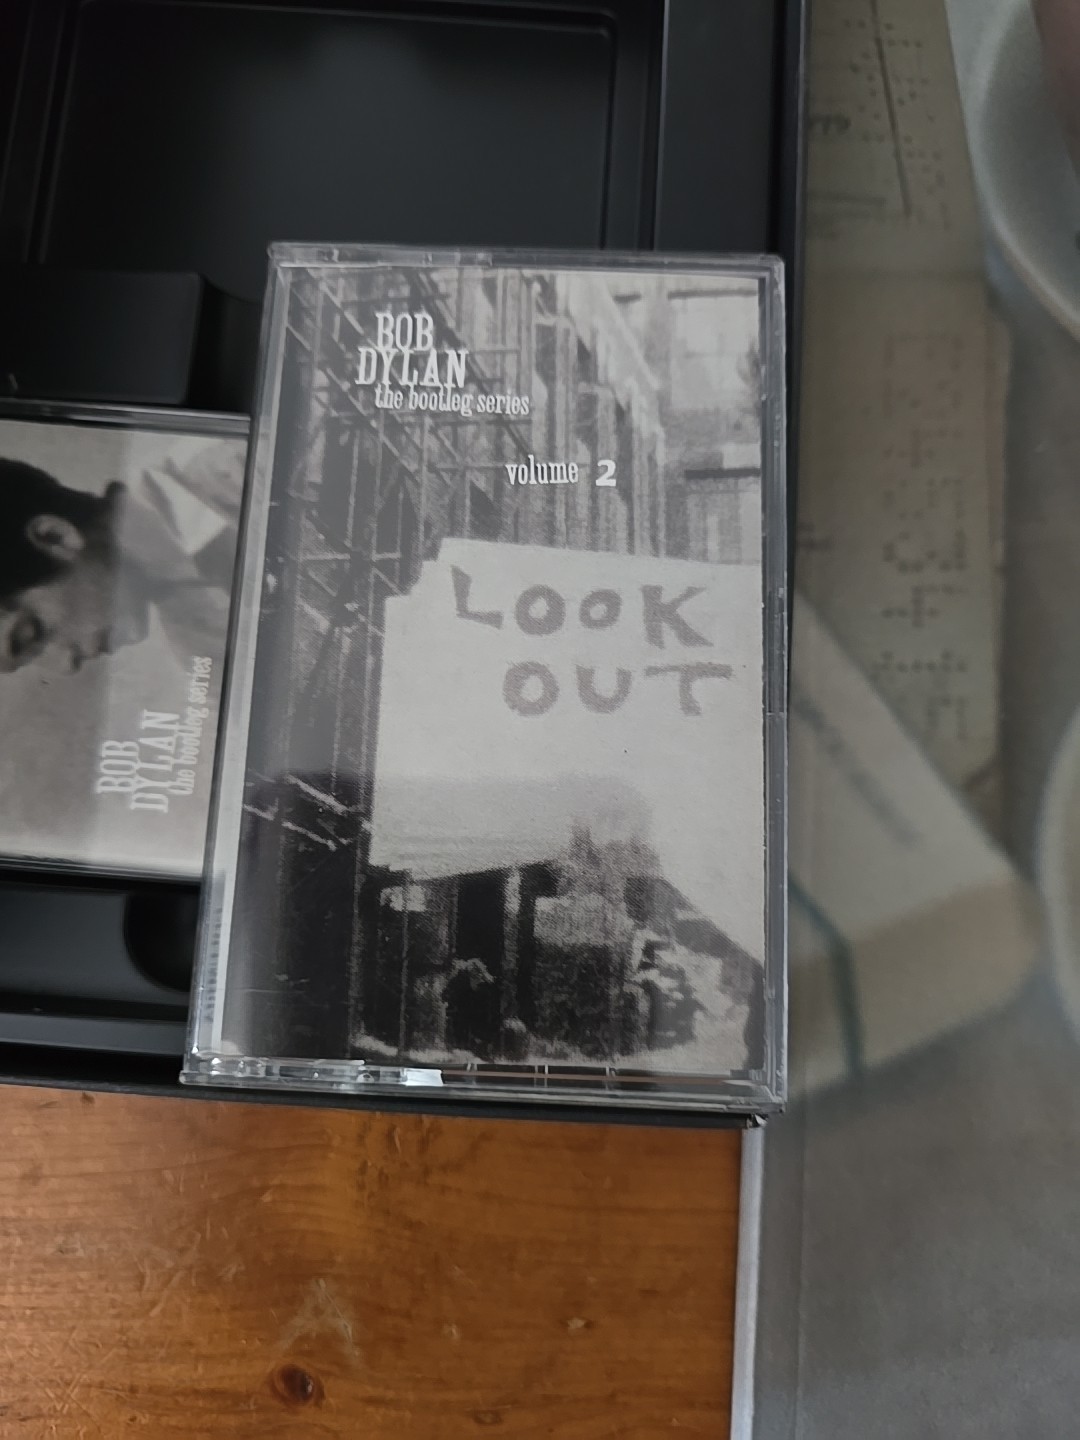 BOB
DYLAN
the bootleg series
volume 2
LOOK
OUT
BOB
DYLAN
the bootleg series